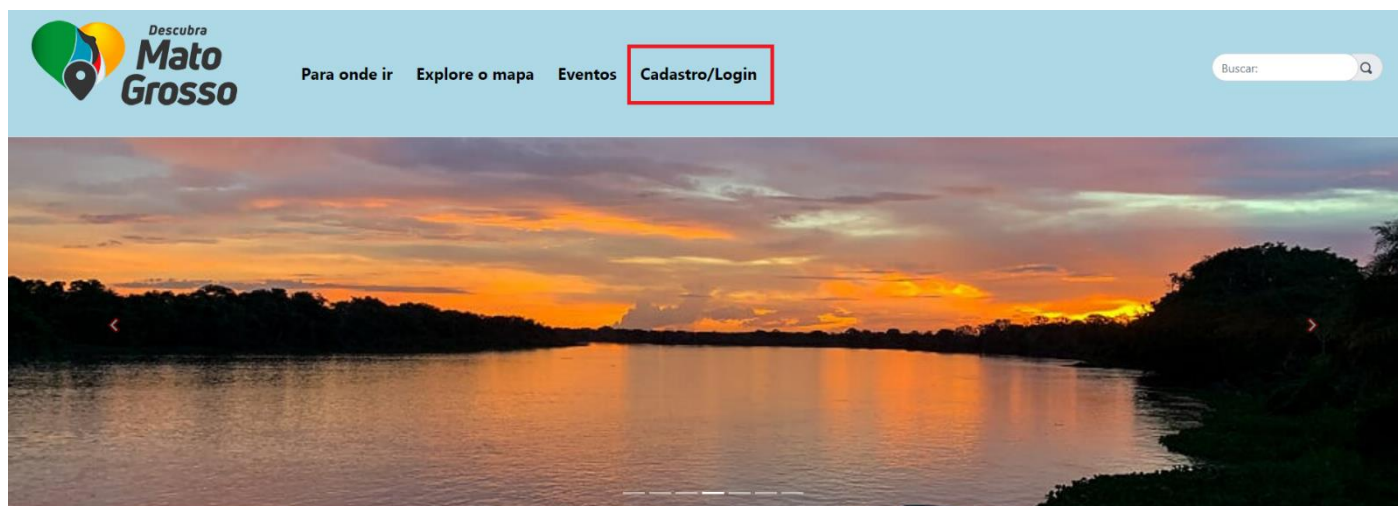 Descubra
Mato
Grosso
Para onde ir Explore o mapa Eventos Cadastro/Login
Buscar: